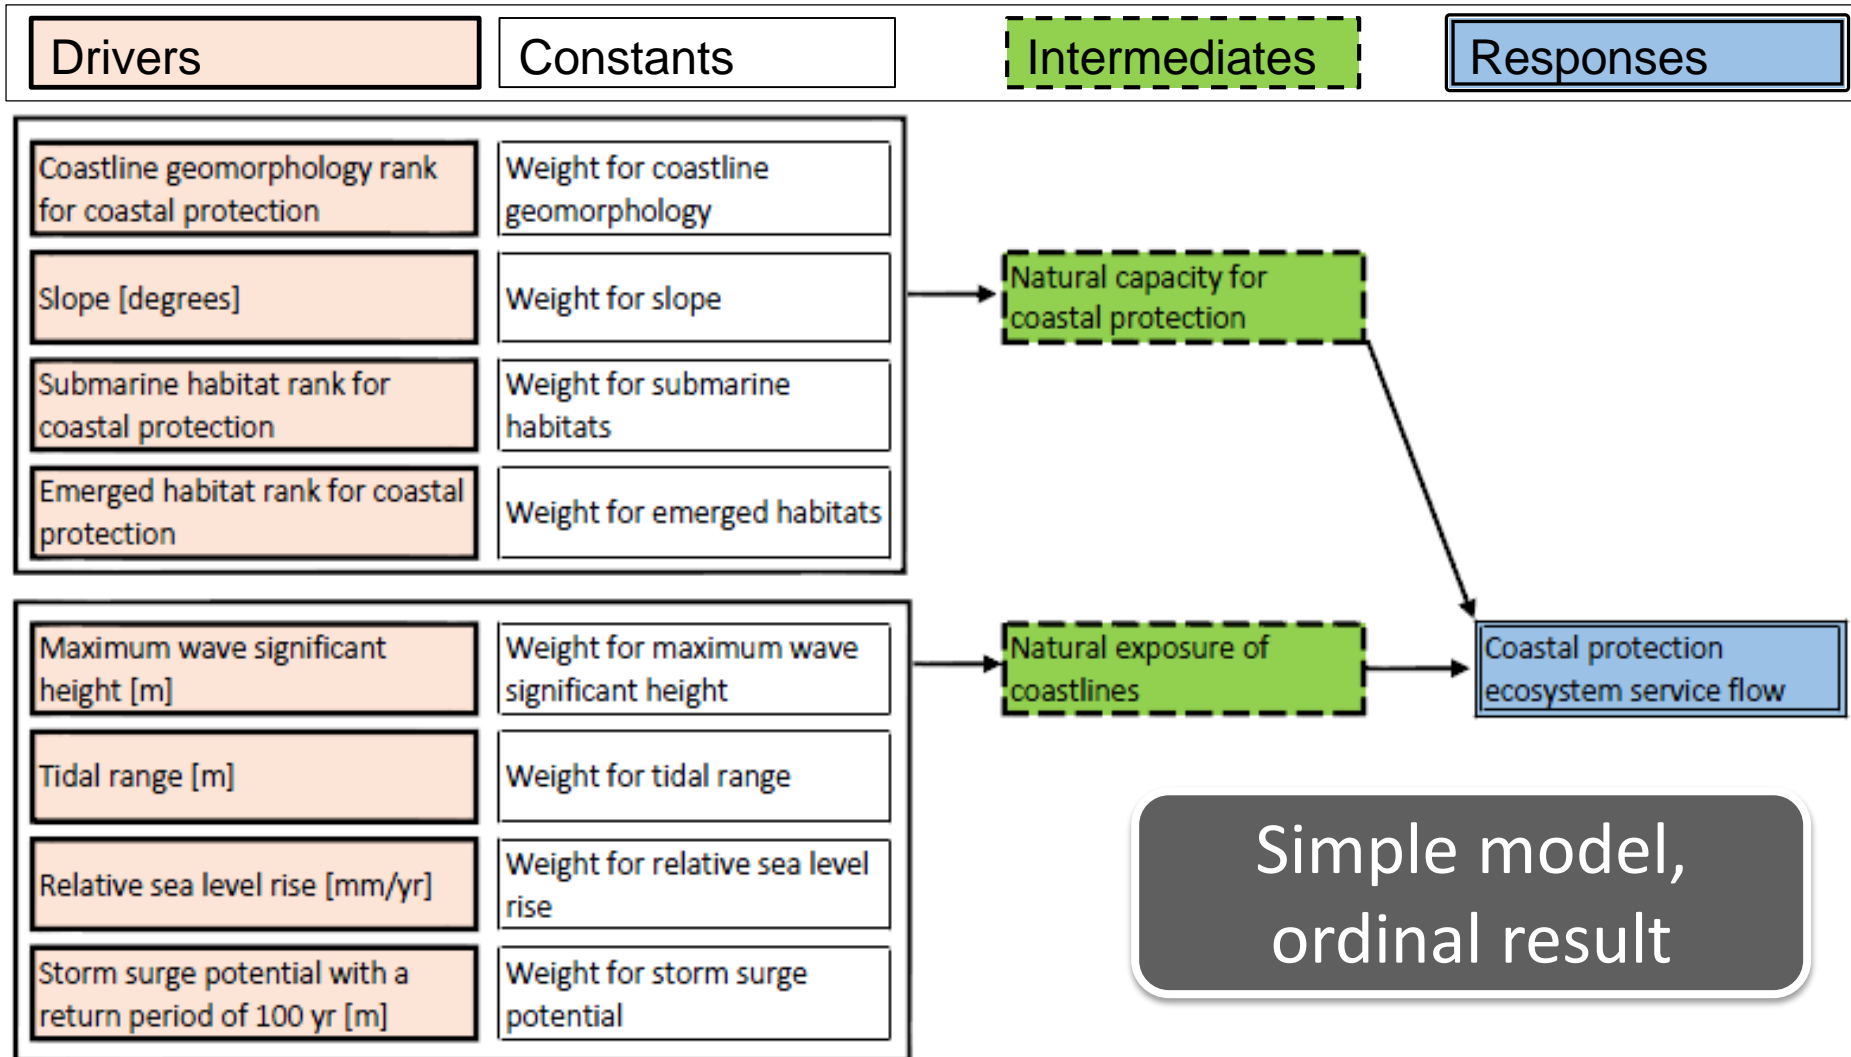 Drivers
Constants
Intermediates
Responses
Coastline geomorphology rank
for coastal protection
Weight for coastline
geomorphology
Slope [degrees]
Weight for slope
Submarine habitat rank for
coastal protection
Weight for submarine
habitats
Emerged habitat rank for coastal
protection
Weight for emerged habitats
Natural capacity for
coastal protection
Maximum wave significant
height [m]
Weight for maximum wave
significant height
Tidal range [m]
Weight for tidal range
Relative sea level rise [mm/yr]
Weight for relative sea level
rise
Storm surge potential with a
return period of 100 yr [m]
Weight for storm surge
potential
Natural exposure of
coastlines
Coastal protection
ecosystem service flow
Simple model,
ordinal result